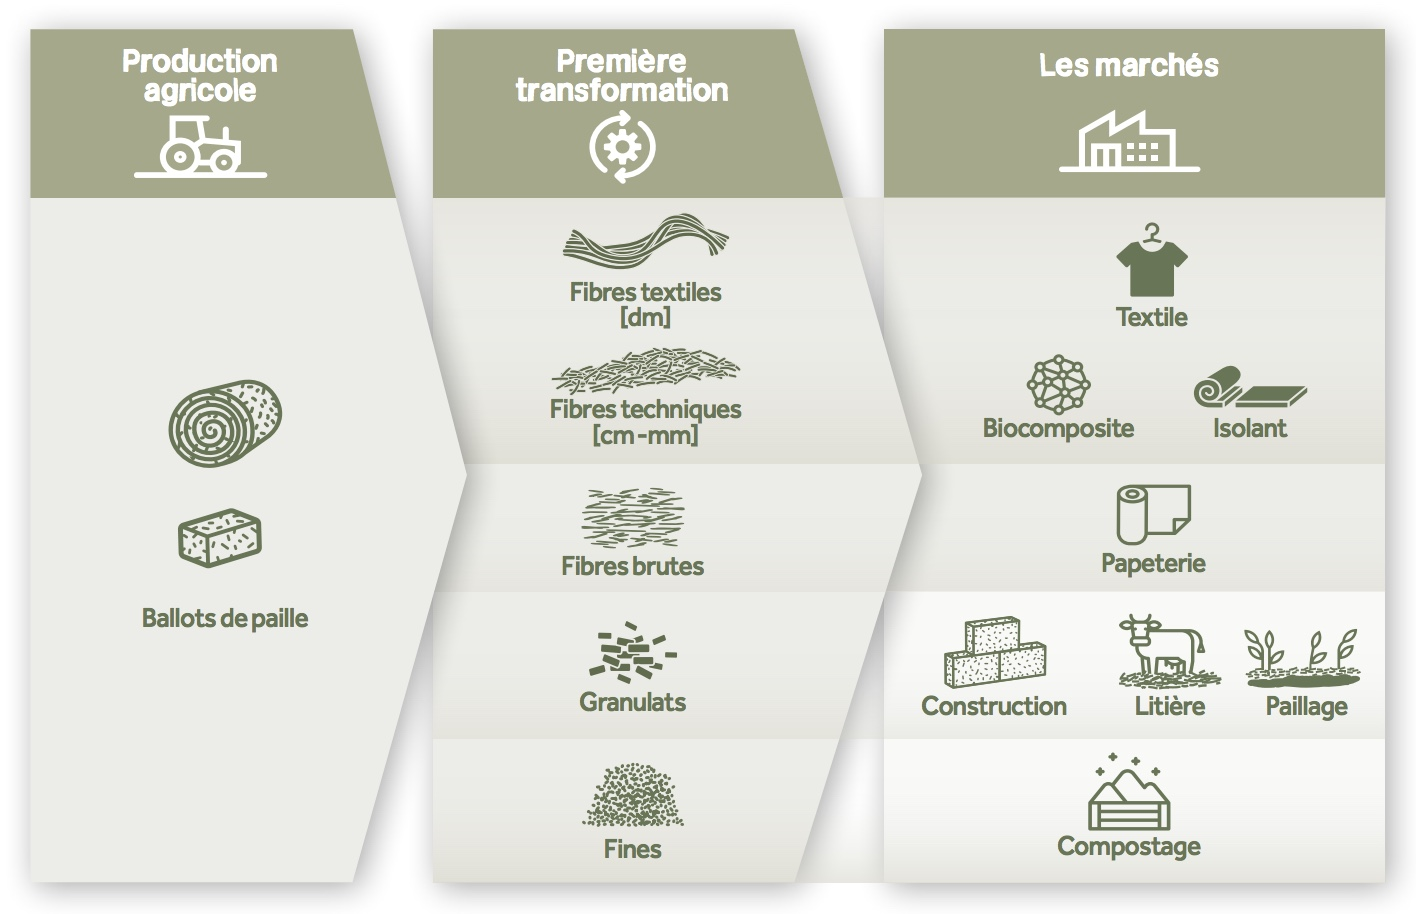 Production
agricole
Ballots de paille
Première
transformation
Fibres textiles
[dm]
Fibres techniques
[cm-mm]
Fibres brutes
Granulats
Fines
Les marchés
Textile
Biocomposite
Isolant
Papeterie
Construction
Litière
Paillage
Compostage